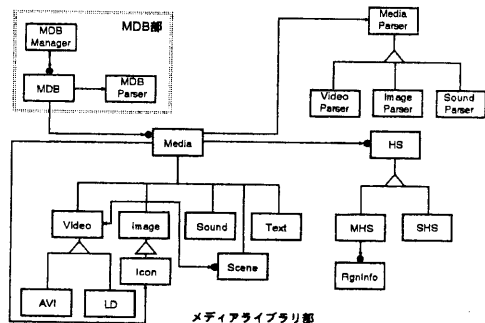 MDB部
MDB
Manager
MDB
MDB
Parser
Media
Parser
Video
Parser
Image
Parser
Sound
Parser
Media
HS
Video
Image
Sound
Text
MHS
SHS
Icon
Scene
RgnInfo
AVI
LD
メディアライブラリ部